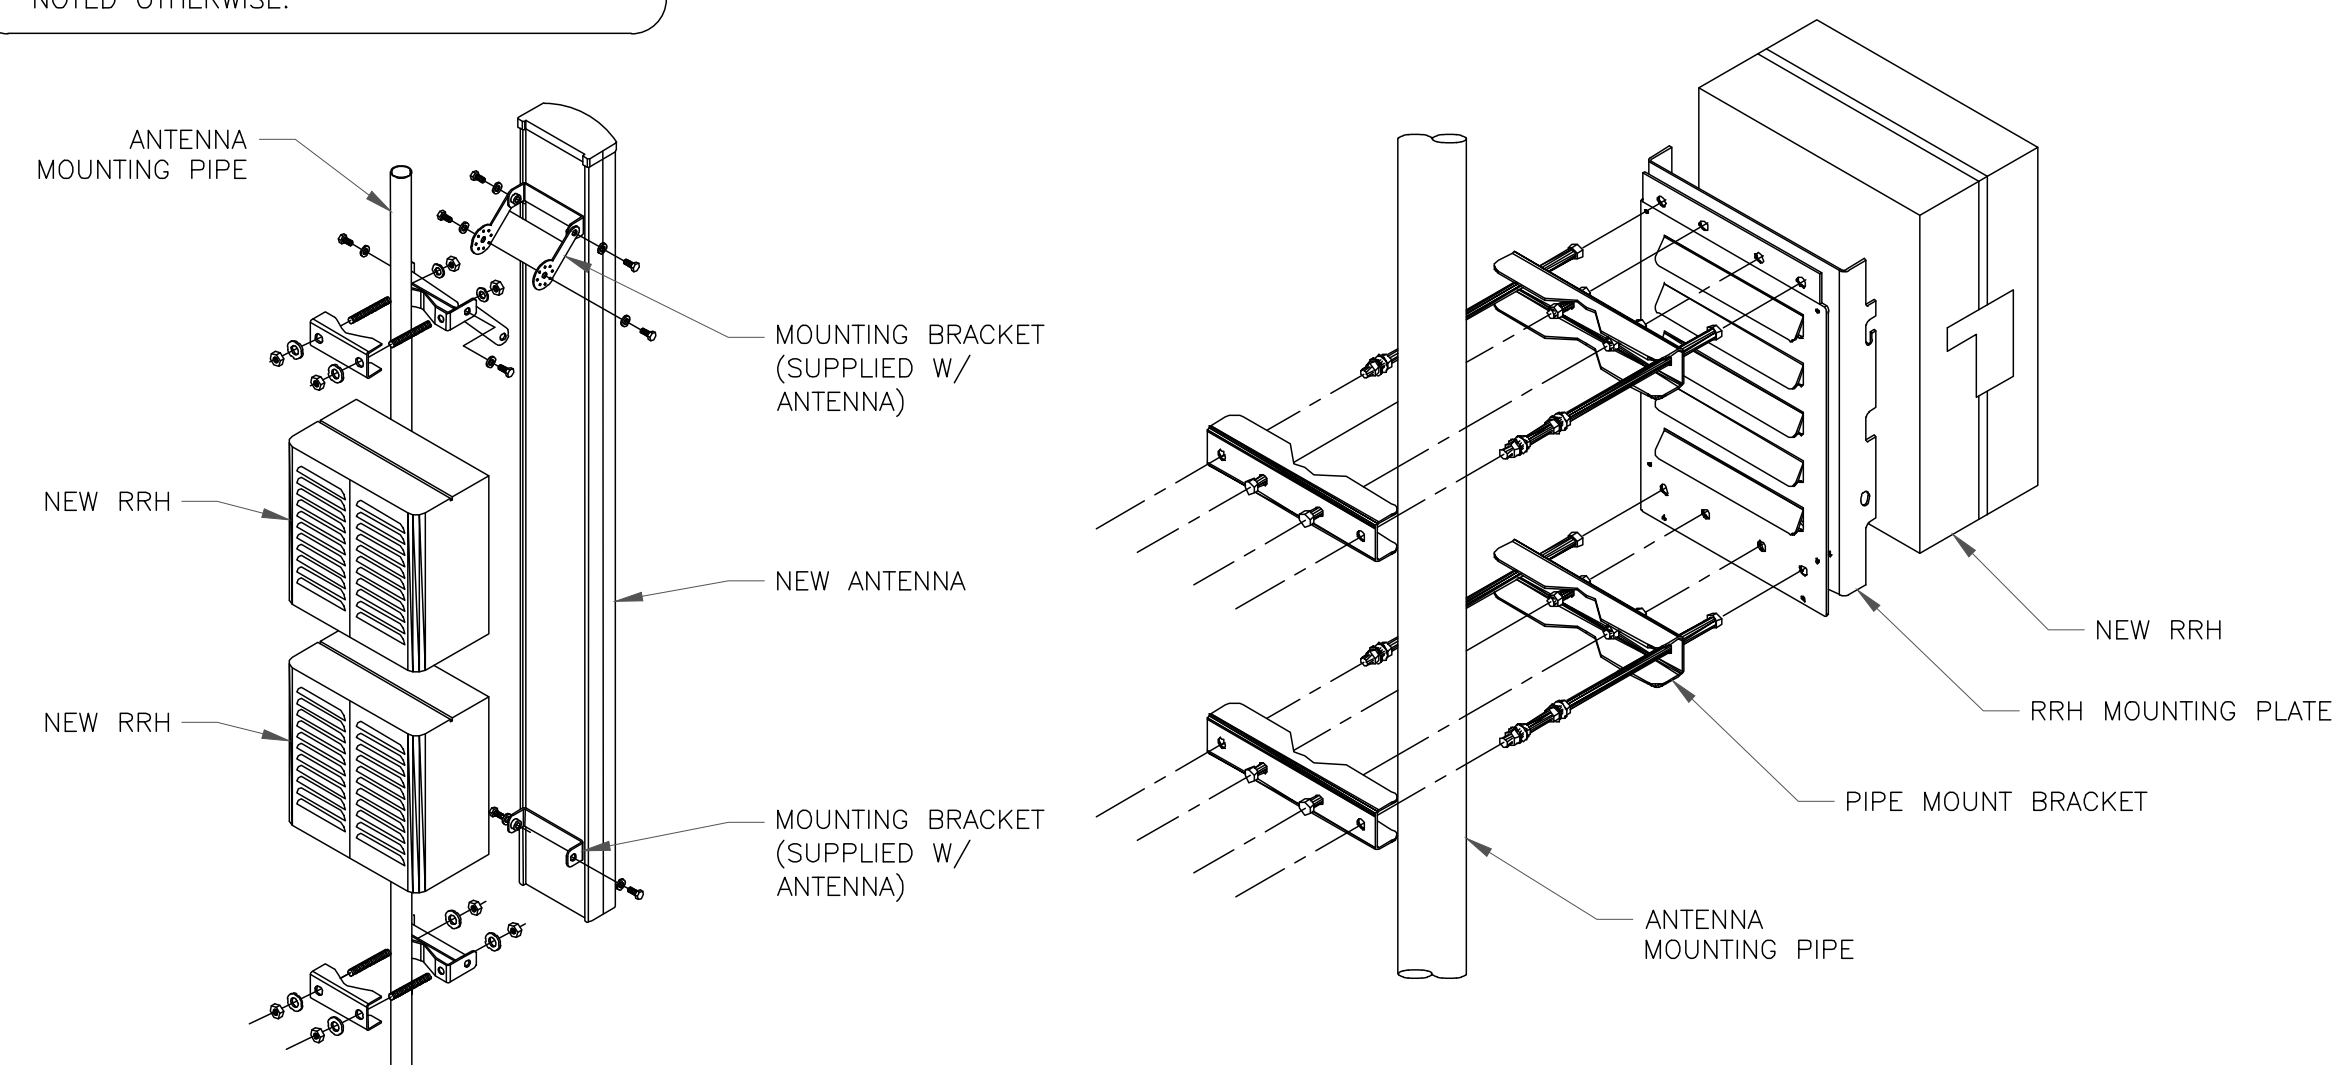 NOTED OTHERWISE.
ANTENNA
MOUNTING PIPE
MOUNTING BRACKET
(SUPPLIED W/
ANTENNA)
NEW RRH
NEW ANTENNA
NEW RRH
MOUNTING BRACKET
(SUPPLIED W/
ANTENNA)
NEW RRH
RRH MOUNTING PLATE
PIPE MOUNT BRACKET
ANTENNA
MOUNTING PIPE